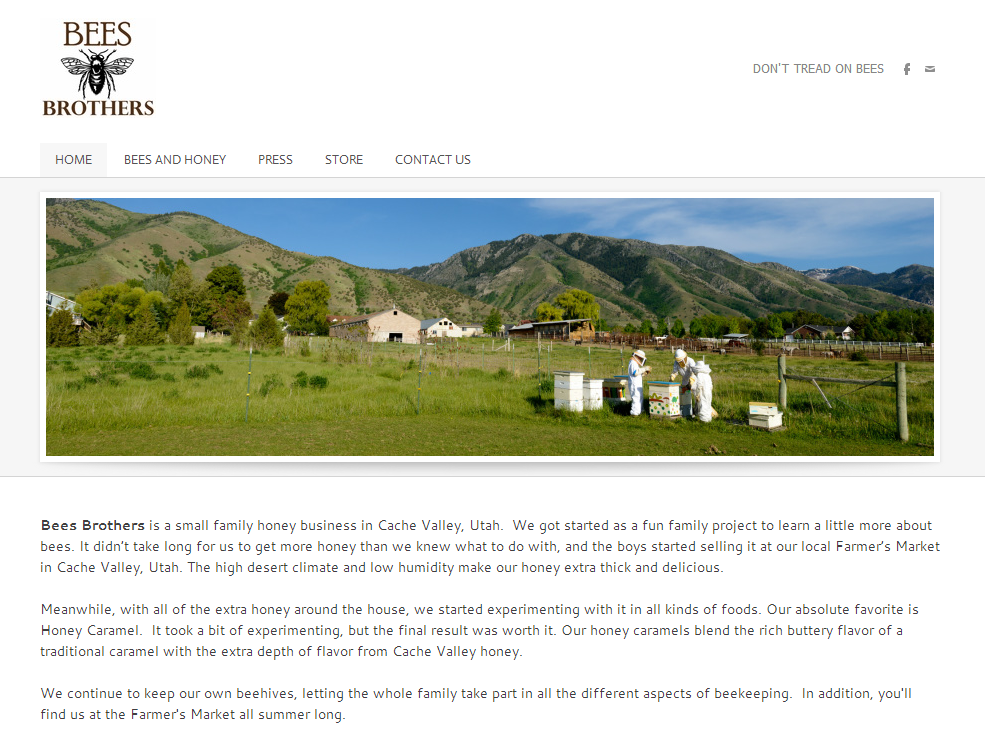 BEES
BROTHERS
DON'T TREAD ON BEES
HOME BEES AND HONEY PRESS STORE CONTACT US
Bees Brothers is a small family honey business in Cache Valley, Utah.  We got started as a fun family project to learn a little more about
bees. It didn't take long for us to get more honey than we knew what to do with, and the boys started selling it at our local Farmer's Market
in Cache Valley, Utah. The high desert climate and low humidity make our honey extra thick and delicious.
Meanwhile, with all of the extra honey around the house, we started experimenting with it in all kinds of foods. Our absolute favorite is
Honey Caramel.  It took a bit of experimenting, but the final result was worth it. Our honey caramels blend the rich buttery flavor of a
traditional caramel with the extra depth of flavor from Cache Valley honey.
We continue to keep our own beehives, letting the whole family take part in all the different aspects of beekeeping.  In addition, you'll
find us at the Farmer's Market all summer long.